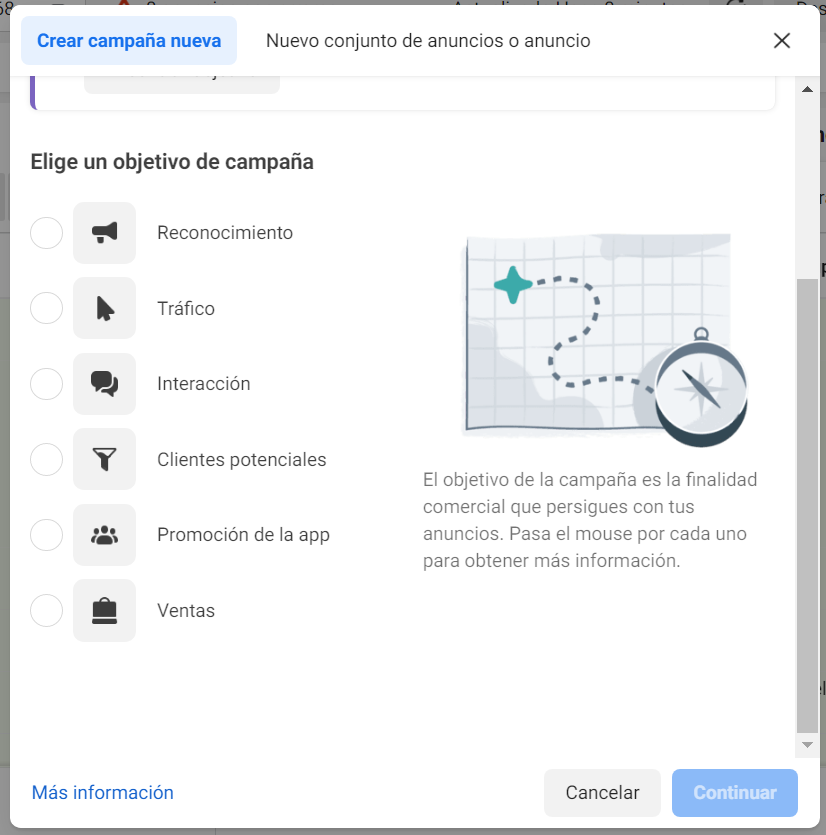 Crear campaña nueva
Nuevo conjunto de anuncios o anuncio
Elige un objetivo de campaña
Reconocimiento
Tráfico
Interacción
Clientes potenciales
Promoción de la app
Ventas
El objetivo de la campaña es la finalidad
comercial que persigues con tus
anuncios. Pasa el mouse por cada uno
para obtener más información.
Más información
Cancelar
Continuar